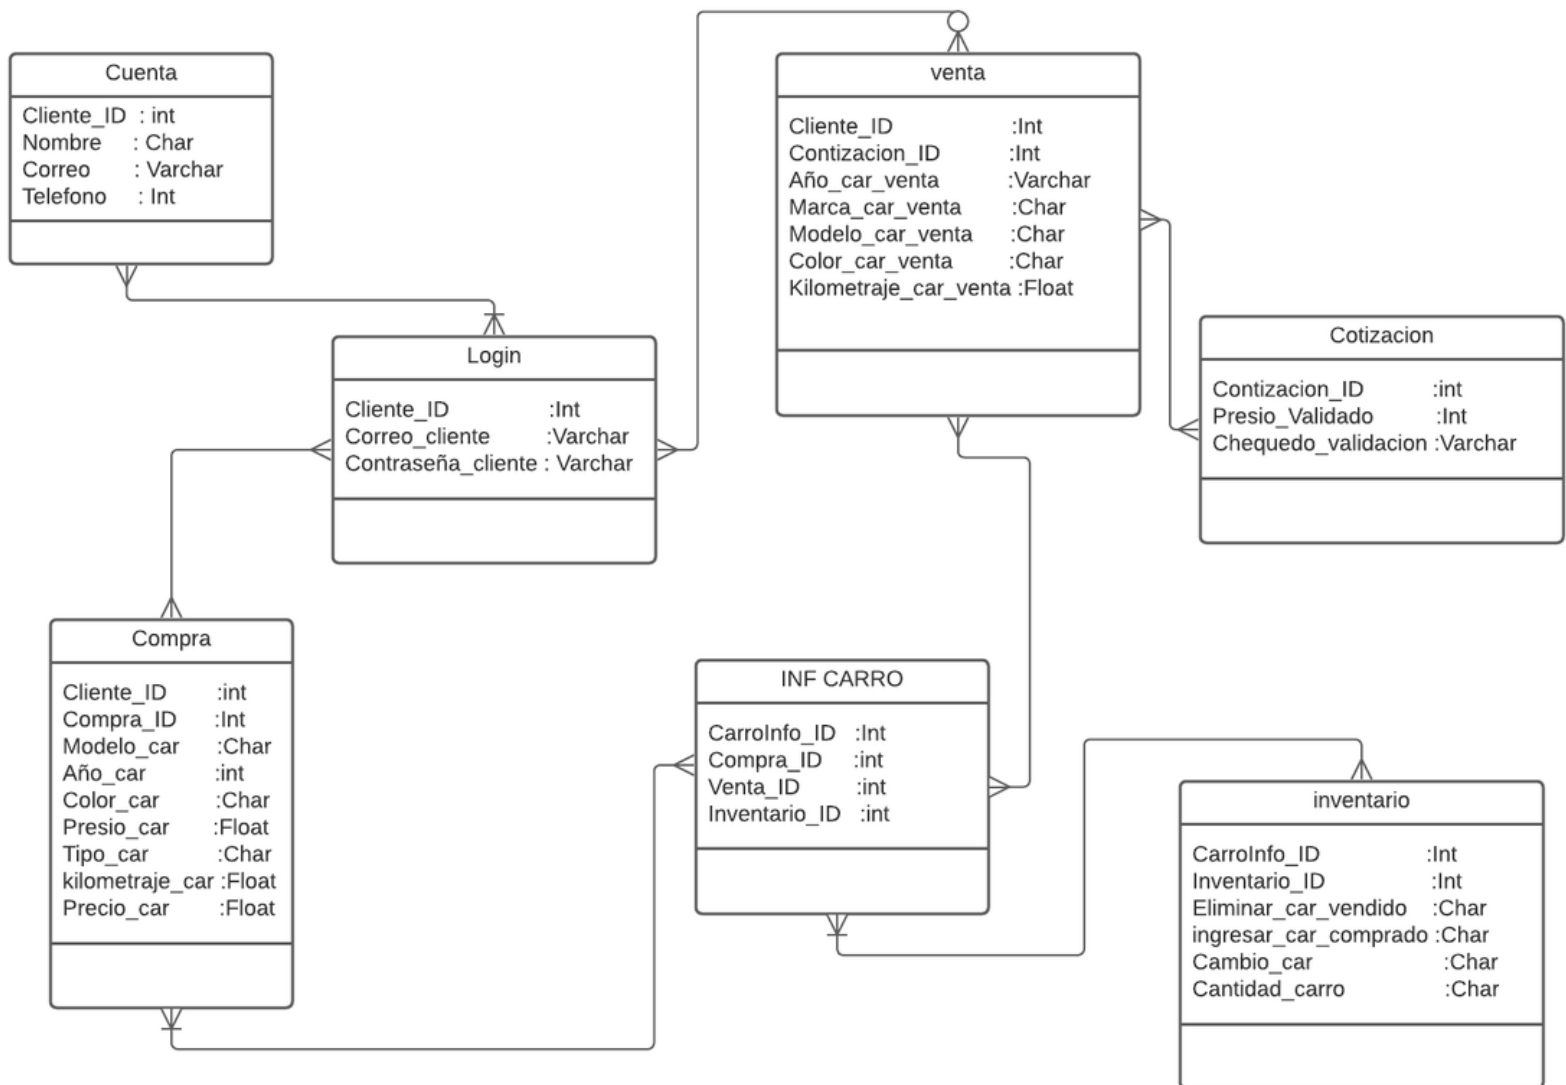 Cuenta
Cliente_ID : int
Nombre : Char
Correo : Varchar
Telefono : Int
venta
Cliente_ID :Int
Contizacion_ID :Int
Año_car_venta :Varchar
Marca_car_venta :Char
Modelo_car_venta :Char
Color_car_venta :Char
Kilometraje_car_venta :Float
Login
Cliente_ID :Int
Correo_cliente :Varchar
Contraseña_cliente : Varchar
Cotizacion
Contizacion_ID :int
Presio_Validado :Int
Chequedo_validacion :Varchar
Compra
Cliente_ID :int
Compra_ID :Int
Modelo_car :Char
Año_car :int
Color_car :Char
Presio_car :Float
Tipo_car :Char
kilometraje_car :Float
Precio_car :Float
INF CARRO
CarroInfo_ID :Int
Compra_ID :int
Venta_ID :int
Inventario_ID :int
inventario
CarroInfo_ID :Int
Inventario_ID :Int
Eliminar_car_vendido :Char
ingresar_car_comprado :Char
Cambio_car :Char
Cantidad_carro :Char